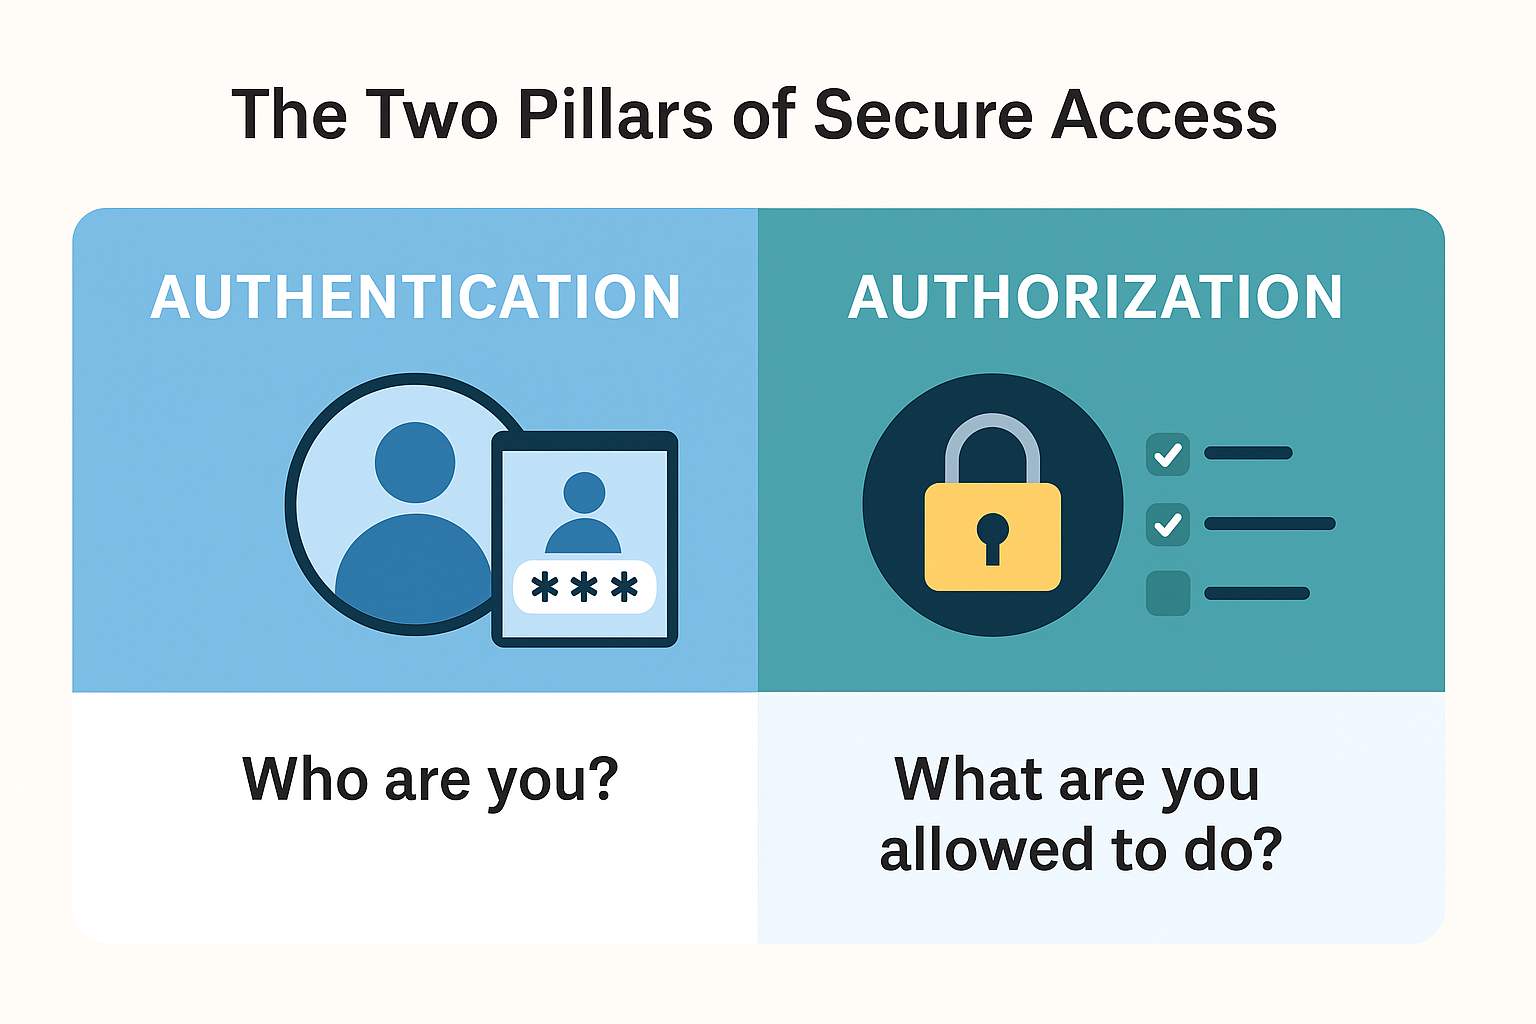 The Two Pillars of Secure Access
AUTHENTICATION
***
Who are you?
AUTHORIZATION
What are you
allowed to do?